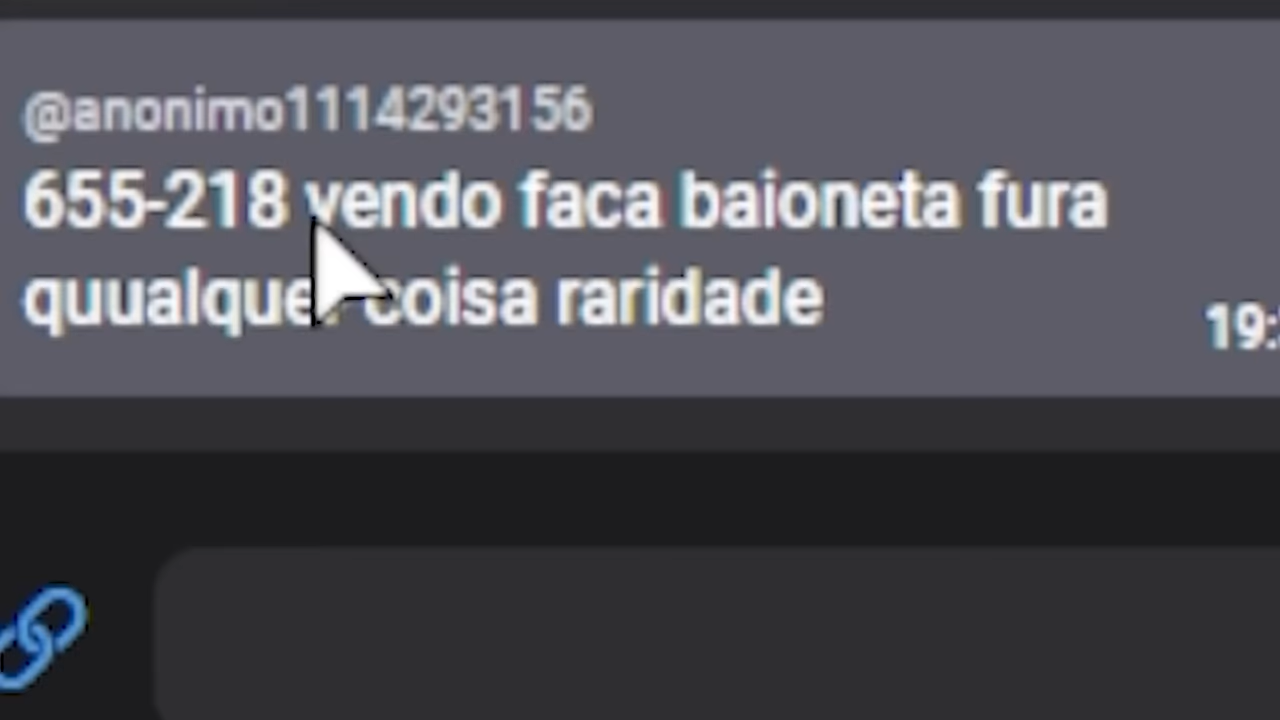 @anonimo1114293156
655-218 vendo faca baioneta fura
quualquer coisa raridade
19: